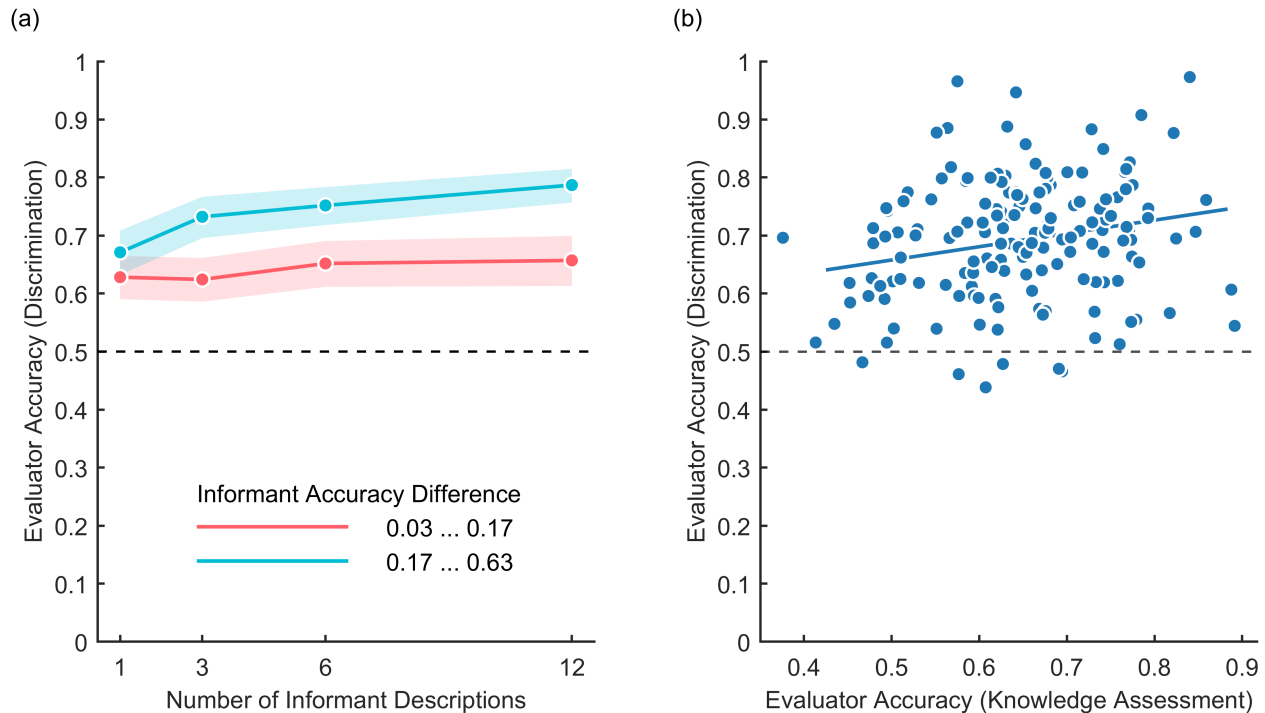 (a)
Evaluator Accuracy (Discrimination)
1
0.9
0.8
0.7
0.6
0.5
0.4
0.3
0.2
0.1
0
Informant Accuracy Difference
0.03 ... 0.17
0.17 ... 0.63
1 3 6 12
Number of Informant Descriptions
(b)
Evaluator Accuracy (Discrimination)
1
0.9
0.8
0.7
0.6
0.5
0.4
0.3
0.2
0.1
0
0.4 0.5 0.6 0.7 0.8 0.9
Evaluator Accuracy (Knowledge Assessment)